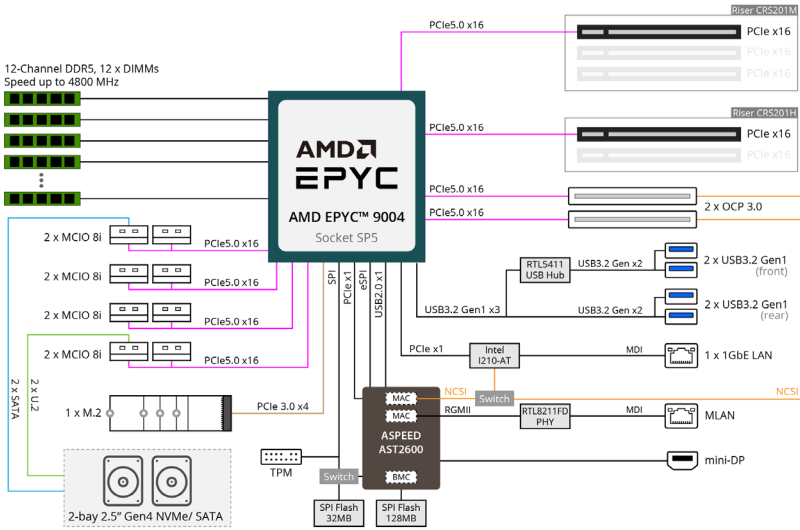 Riser CRS201M
PCIe5.0 x16
PCIe x16
PCIe x16
PCIe x16
12-Channel DDR5, 12 x DIMMs
Speed up to 4800 MHz
Riser CRS201H
PCIe5.0 x16
PCIe x16
PCIe x16
AMD
EPYC
AMD EPYC™ 9004
Socket SP5
PCIe5.0 x16
PCIe5.0 x16
2 x OCP 3.0
2 x MCIO 8i
PCIe5.0 x16
2 x MCIO 8i
PCIe5.0 x16
2 x MCIO 8i
PCIe5.0 x16
2 x MCIO 8i
PCIe5.0 x16
SPI
PCIe x1
eSPI
USB2.0 x1
RTL5411
USB Hub
USB3.2 Gen x2
2 x USB3.2 Gen1
(front)
USB3.2 Gen1 x3
USB3.2 Gen x2
2 x USB3.2 Gen1
(rear)
PCIe x1
Intel
I210-AT
MDI
1 x 1GbE LAN
2 x SATA
2 x U.2
1 x M.2
PCIe 3.0 x4
MAC
NCSI
Switch
NCSI
MAC
RGMII
RTL8211FD
PHY
MDI
MLAN
ASPEED
AST2600
BMC
mini-DP
TPM
Switch
SPI Flash
32MB
SPI Flash
128MB
2-bay 2.5” Gen4 NVMe/ SATA